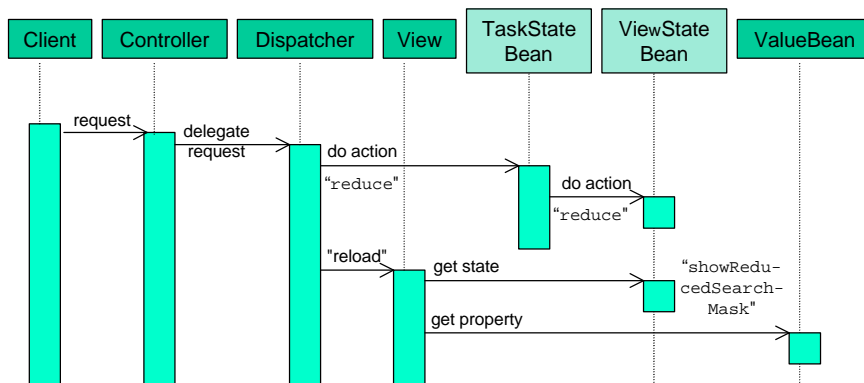 Client
Controller
Dispatcher
View
TaskState
Bean
ViewState
Bean
ValueBean
request
delegate
request
do action
"reduce"
do action
"reduce"
"reload"
get state
"showRedu-
cedSearch-
Mask"
get property